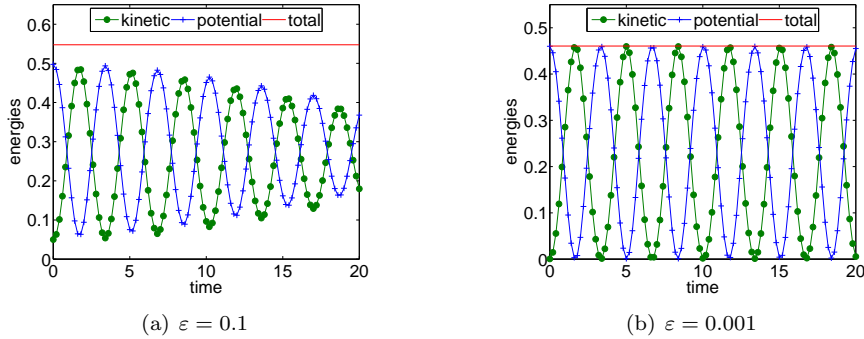 kinetic potential total
0.6
0.5
0.4
0.3
0.2
0.1
0
energies
0 5 10 15 20
time
(a) ε = 0.1
kinetic potential total
0.5
0.4
0.3
0.2
0.1
0
energies
0 5 10 15 20
time
(b) ε = 0.001